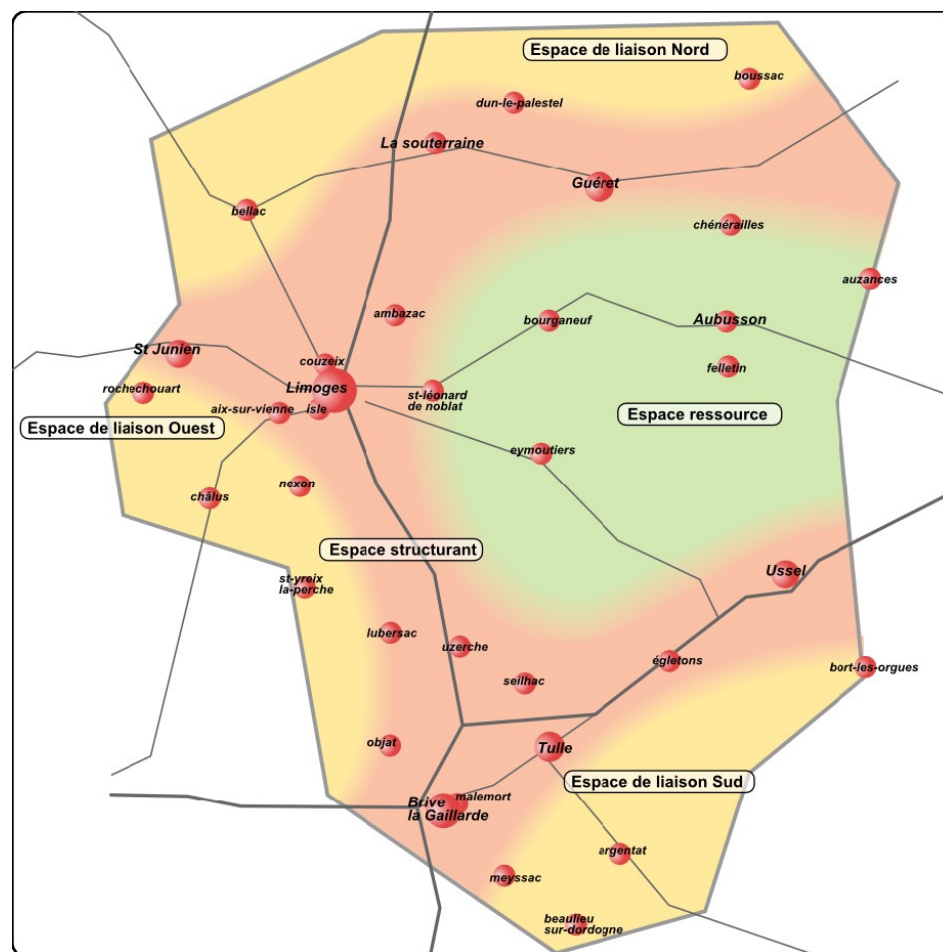 Espace de liaison Nord
boussac
dun-le-palestel
La souterraine
Guéret
bellac
chénérailles
auzances
ambazac
bourganeuf
Aubusson
St Junien
couzeix
felletin
rochechouart
Limoges
st-léonard
de noblat
aix-sur-vienne
isle
Espace ressource
Espace de liaison Ouest
eymoutiers
nexon
châlus
Espace structurant
Ussel
st-yreix
la-perche
lubersac
uzerche
égletons
bort-les-orgues
seilhac
objat
Tulle
Espace de liaison Sud
malemort
Brive
la Gaillarde
argentat
meyssac
beaulieu
sur-dordogne